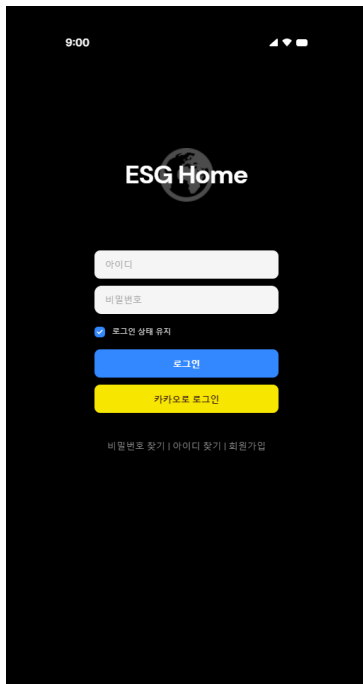 9:00
ESG Home
아이디
비밀번호
로그인 상태 유지
로그인
카카오로 로그인
비밀번호 찾기 | 아이디 찾기 | 회원가입